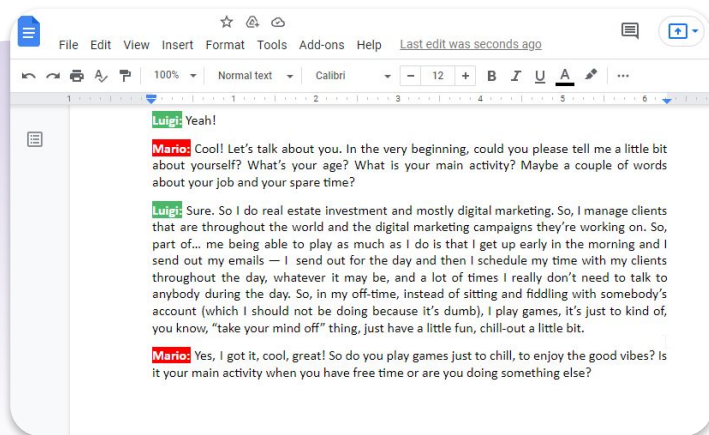 File Edit View Insert Format Tools Add-ons Help Last edit was seconds ago
100% Normal text Calibri − 12 + B I U A ...
1 1 2 3 4 5 6
Luigi: Yeah!
Mario: Cool! Let’s talk about you. In the very beginning, could you please tell me a little bit
about yourself? What’s your age? What is your main activity? Maybe a couple of words
about your job and your spare time?
Luigi: Sure. So I do real estate investment and mostly digital marketing. So, I manage clients
that are throughout the world and the digital marketing campaigns they’re working on. So,
part of… me being able to play as much as I do is that I get up early in the morning and I
send out my emails — I send out for the day and then I schedule my time with my clients
throughout the day, whatever it may be, and a lot of times I really don’t need to talk to
anybody during the day. So, in my off-time, instead of sitting and fiddling with somebody’s
account (which I should not be doing because it’s dumb), I play games, it’s just to kind of,
you know, “take your mind off” thing, just have a little fun, chill-out a little bit.
Mario: Yes, I got it, cool, great! So do you play games just to chill, to enjoy the good vibes? Is
it your main activity when you have free time or are you doing something else?